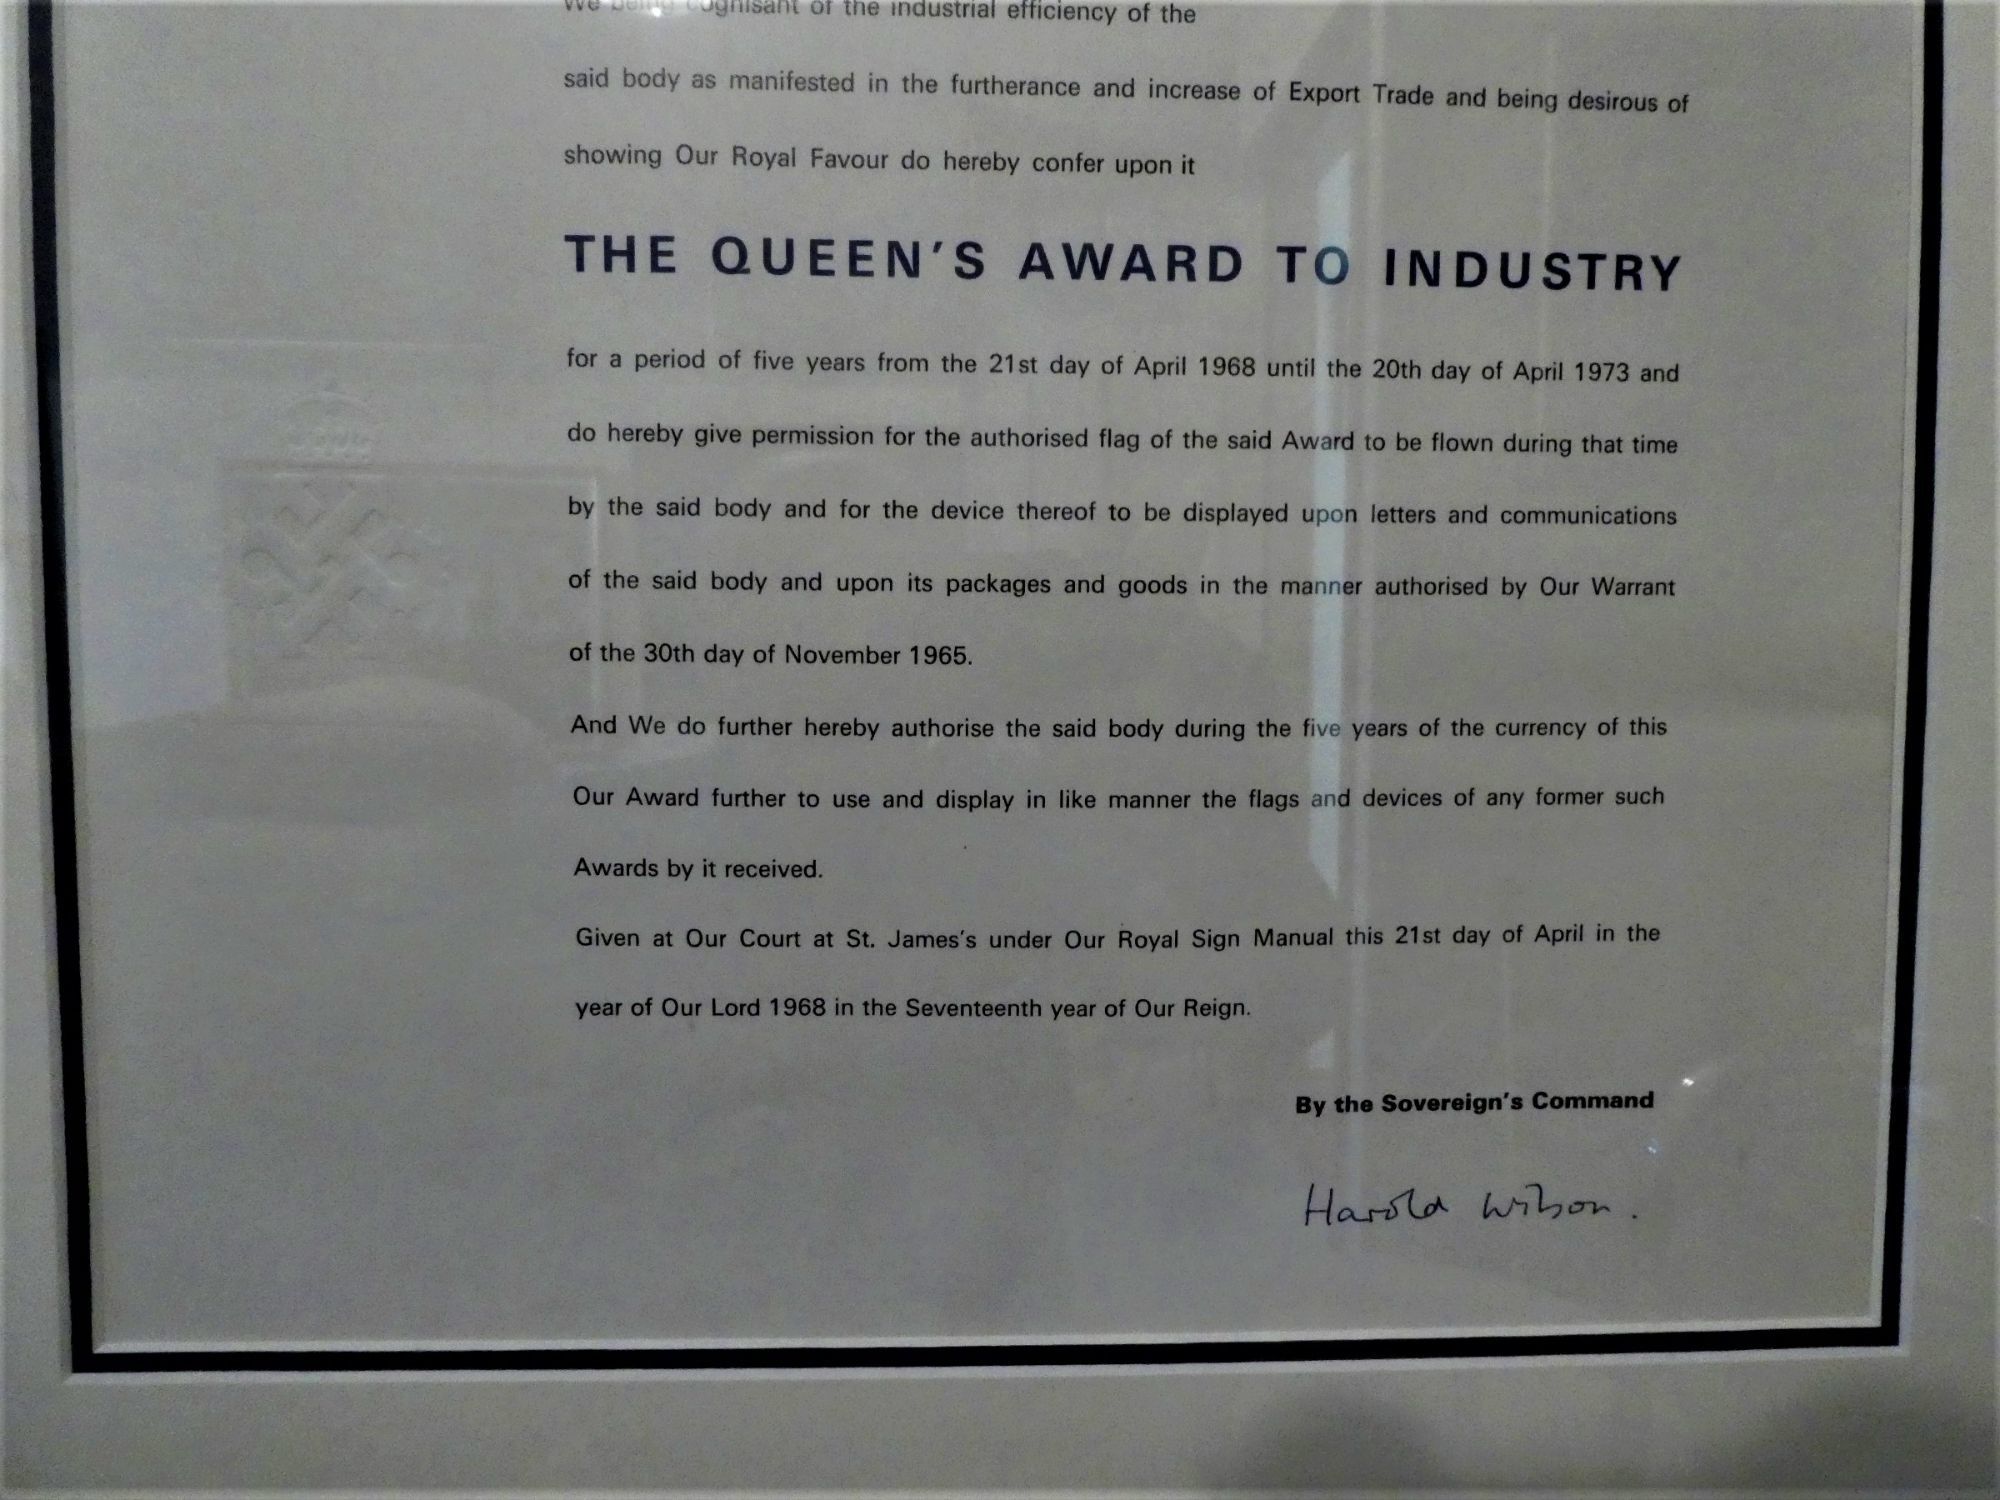 We being cognisant of the industrial efficiency of the
said body as manifested in the furtherance and increase of Export Trade and being desirous of
showing Our Royal Favour do hereby confer upon it
THE QUEEN'S AWARD TO INDUSTRY
for a period of five years from the 21st day of April 1968 until the 20th day of April 1973 and
do hereby give permission for the authorised flag of the said Award to be flown during that time
by the said body and for the device thereof to be displayed upon letters and communications
of the said body and upon its packages and goods in the manner authorised by Our Warrant
of the 30th day of November 1965.
And We do further hereby authorise the said body during the five years of the currency of this
Our Award further to use and display in like manner the flags and devices of any former such
Awards by it received.
Given at Our Court at St. James's under Our Royal Sign Manual this 21st day of April in the
year of Our Lord 1968 in the Seventeenth year of Our Reign.
By the Sovereign's Command
Harold Wilson.